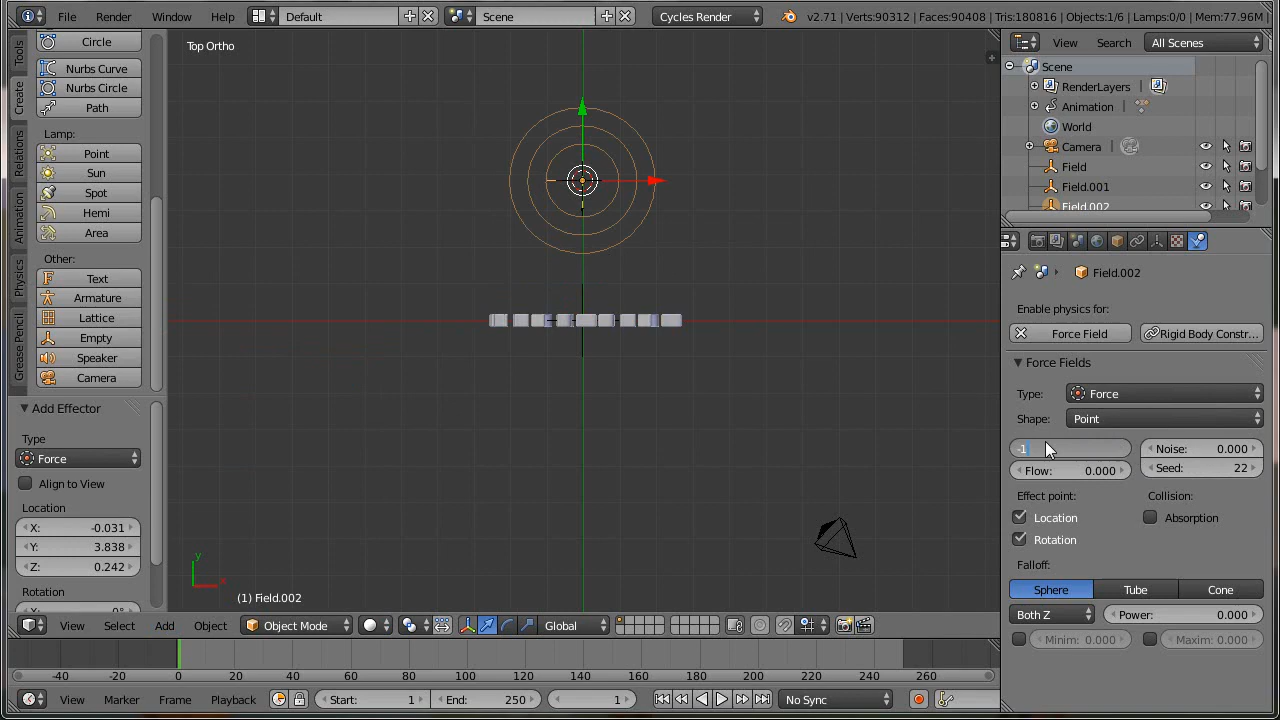 File Render Window Help Default Scene Cycles Render v2.71 | Verts:90312 | Faces:90408 | Tris:180816 | Objects:1/6 | Lamps:0/0 | Mem:77.96M |
Tools
Create
Relations
Animation
Physics
Grease Pencil
Circle
Nurbs Curve
Nurbs Circle
Path
Lamp:
Point
Sun
Spot
Hemi
Area
Other:
Text
Armature
Lattice
Empty
Speaker
Camera
Add Effector
Type
Force
Align to View
Location
X: -0.031
Y: 3.838
Z: 0.242
Rotation
X: 0°
Top Ortho
y
x
(1) Field.002
View Select Add Object Object Mode Global
-40 -20 0 20 40 60 80 100 120 140 160 180 200 220 240 260
View Marker Frame Playback Start: 1 End: 250 1 No Sync
View Search All Scenes
Scene
RenderLayers
Animation
World
Camera
Field
Field.001
Field.002
Field.002
Enable physics for:
Force Field Rigid Body Constr...
Force Fields
Type: Force
Shape: Point
-1 Noise: 0.000
Flow: 0.000 Seed: 22
Effect point: Collision:
Location Absorption
Rotation
Falloff:
Sphere Tube Cone
Both Z Power: 0.000
Minim: 0.000 Maxim: 0.000